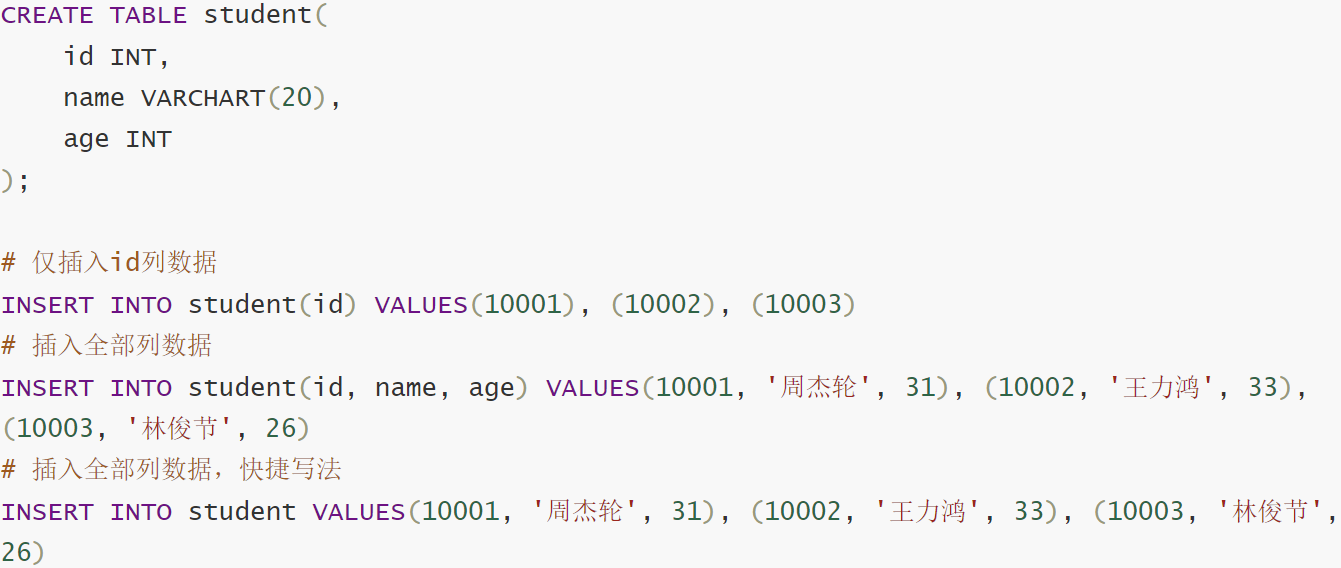 CREATE TABLE student(
    id INT,
    name VARCHART(20),
    age INT
);

# 仅插入id列数据
INSERT INTO student(id) VALUES(10001), (10002), (10003)
# 插入全部列数据
INSERT INTO student(id, name, age) VALUES(10001, '周杰轮', 31), (10002, '王力鸿', 33),
(10003, '林俊节', 26)
# 插入全部列数据，快捷写法
INSERT INTO student VALUES(10001, '周杰轮', 31), (10002, '王力鸿', 33), (10003, '林俊节',
26)